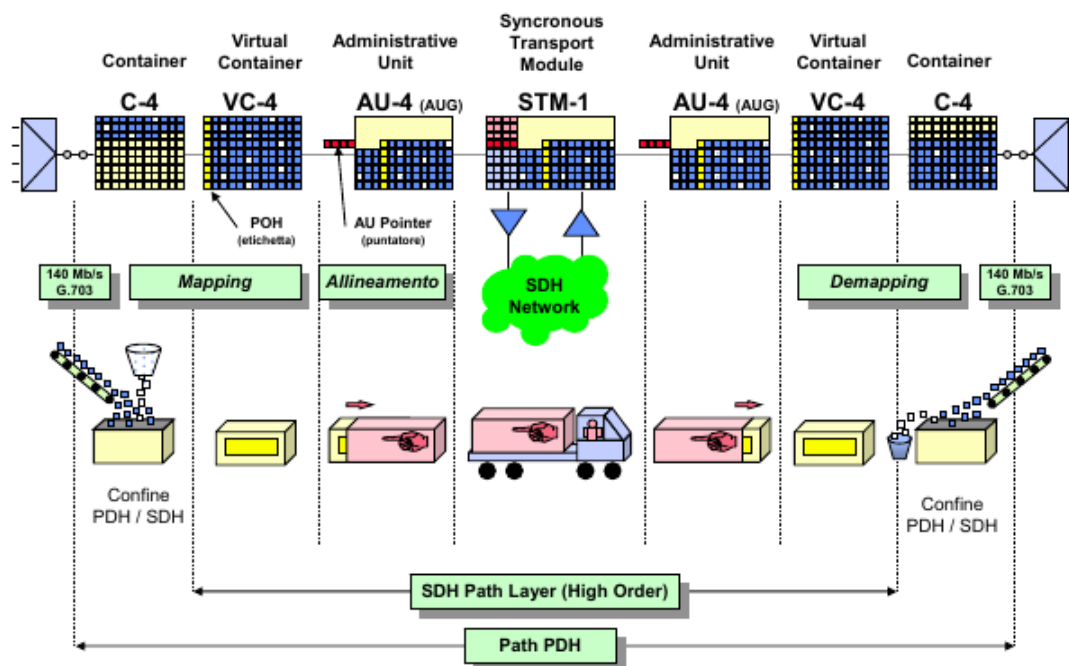 Container
Virtual
Container
Administrative
Unit
Syncronous
Transport
Module
Administrative
Unit
Virtual
Container
Container
C-4
VC-4
AU-4 (AUG)
STM-1
AU-4 (AUG)
VC-4
C-4
POH
(etichetta)
AU Pointer
(puntatore)
140 Mb/s
G.703
Mapping
Allineamento
SDH
Network
Demapping
140 Mb/s
G.703
Confine
PDH / SDH
Confine
PDH / SDH
SDH Path Layer (High Order)
Path PDH